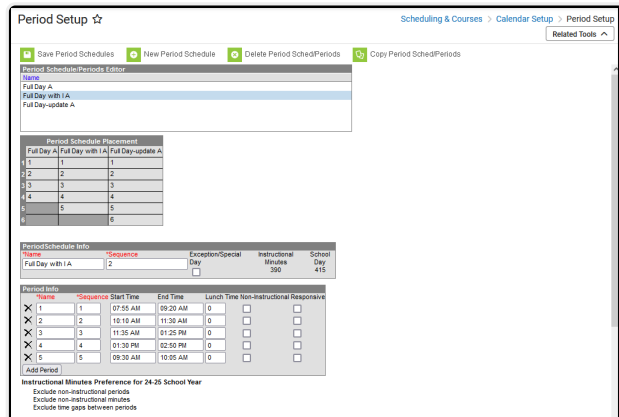 Period Setup ☆
Scheduling & Courses > Calendar Setup > Period Setup
Related Tools
Save Period Schedules New Period Schedule Delete Period Sched/Periods Copy Period Sched/Periods
Period Schedule/Periods Editor
Name
Full Day A
Full Day with I A
Full Day-update A
Period Schedule Placement
Full Day A Full Day with I A Full Day-update A
1 1 1 1
2 2 2 2
3 3 3 3
4 4 4 4
5 5 5
6 6
PeriodSchedule Info
*Name *Sequence Exception/Special Day Instructional Minutes School Day
Full Day with I A 2 390 415
Period Info
*Name *Sequence Start Time End Time Lunch Time Non-Instructional Responsive
X 1 1 07:55 AM 09:20 AM 0
X 2 2 10:10 AM 11:30 AM 0
X 3 3 11:35 AM 01:25 PM 0
X 4 4 01:30 PM 02:50 PM 0
X 5 5 09:30 AM 10:05 AM 0
Add Period
Instructional Minutes Preference for 24-25 School Year
Exclude non-instructional periods
Exclude non-instructional minutes
Exclude time gaps between periods